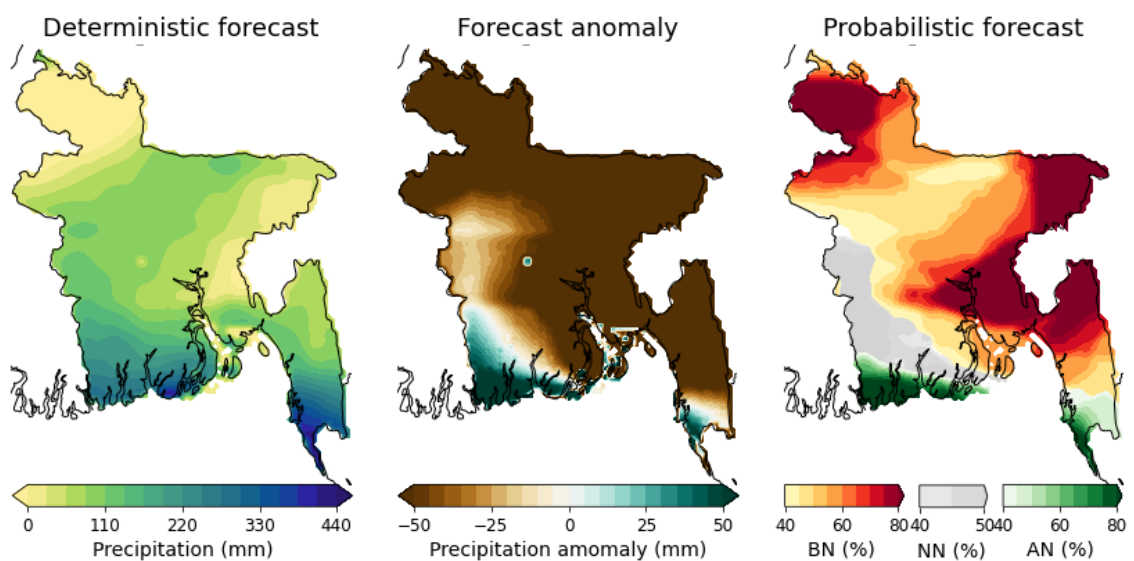 Deterministic forecast
Forecast anomaly
Probabilistic forecast
0 110 220 330 440
Precipitation (mm)
−50 −25 0 25 50
Precipitation amomaly (mm)
40 60 80
BN (%)
40 50
NN (%)
40 60 80
AN (%)